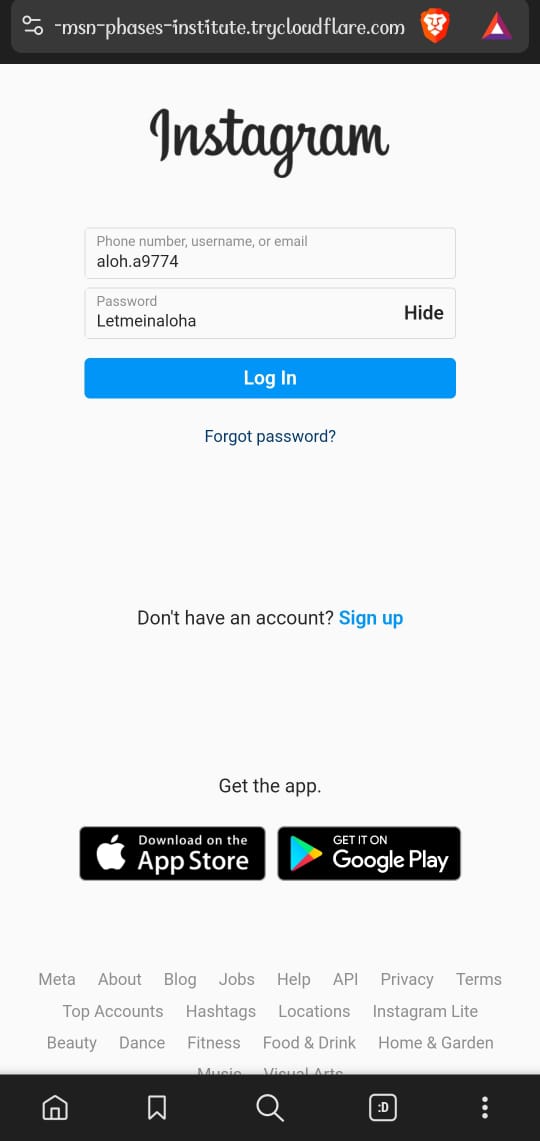 -msn-phases-institute.trycloudflare.com
Instagram
Phone number, username, or email
aloh.a9774
Password
Letmeinaloha
Hide
Log In
Forgot password?
Don't have an account? Sign up
Get the app.
Download on the
App Store
GET IT ON
Google Play
Meta About Blog Jobs Help API Privacy Terms
Top Accounts Hashtags Locations Instagram Lite
Beauty Dance Fitness Food & Drink Home & Garden
Music Visual Arts
:D